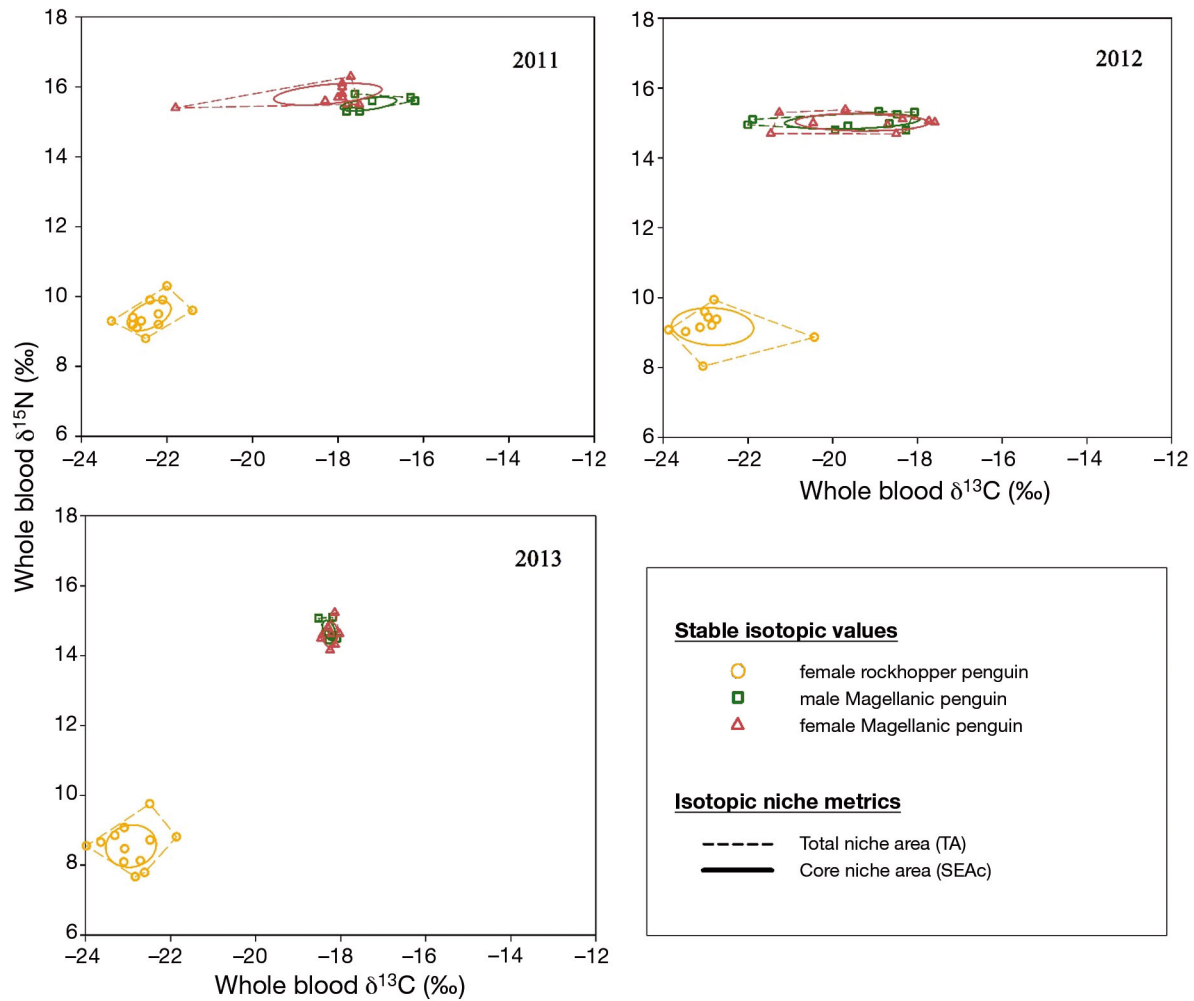 18
16
14
12
10
8
6
2011
–24 –22 –20 –18 –16 –14 –12
18
16
14
12
10
8
6
2012
–24 –22 –20 –18 –16 –14 –12
Whole blood δ13C (‰)
Whole blood δ15N (‰)
18
16
14
12
10
8
6
2013
–24 –22 –20 –18 –16 –14 –12
Whole blood δ13C (‰)
Stable isotopic values
female rockhopper penguin
male Magellanic penguin
female Magellanic penguin
Isotopic niche metrics
Total niche area (TA)
Core niche area (SEAc)